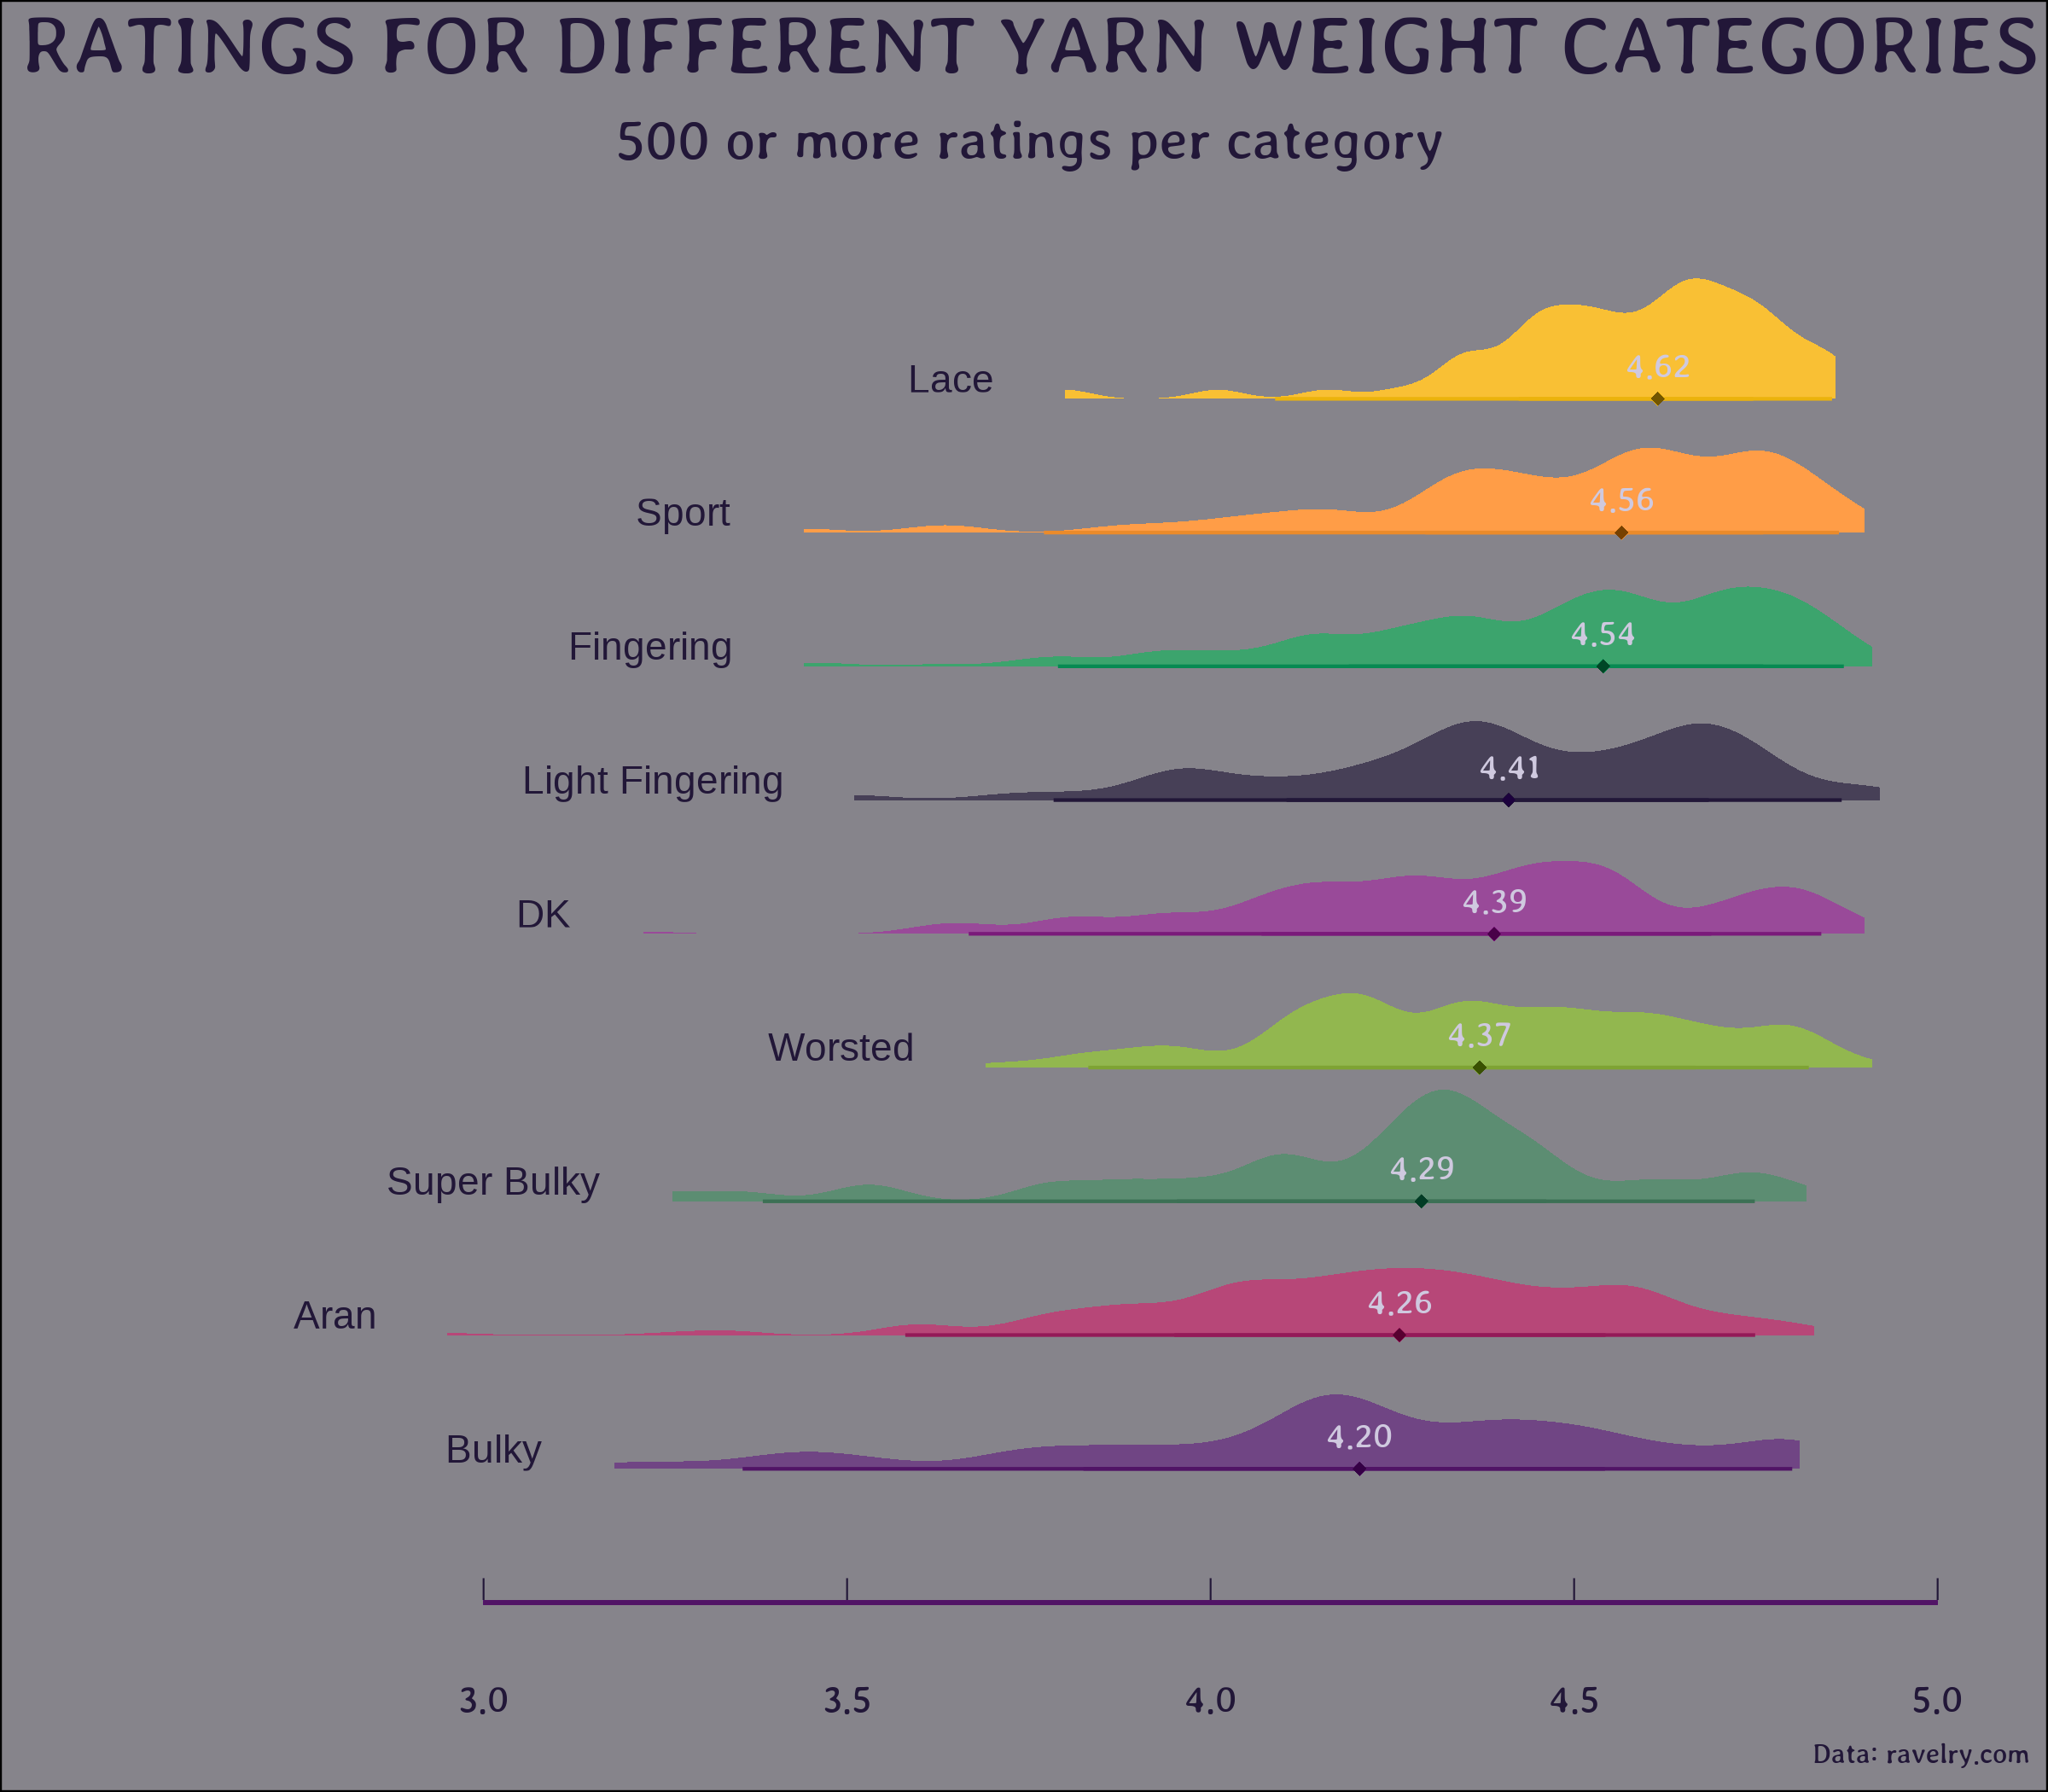 RATINGS FOR DIFFERENT YARN WEIGHT CATEGORIES
500 or more ratings per category
Lace
4.62
Sport
4.56
Fingering
4.54
Light Fingering
4.41
DK
4.39
Worsted
4.37
Super Bulky
4.29
Aran
4.26
Bulky
4.20
3.0 3.5 4.0 4.5 5.0
Data: ravelry.com